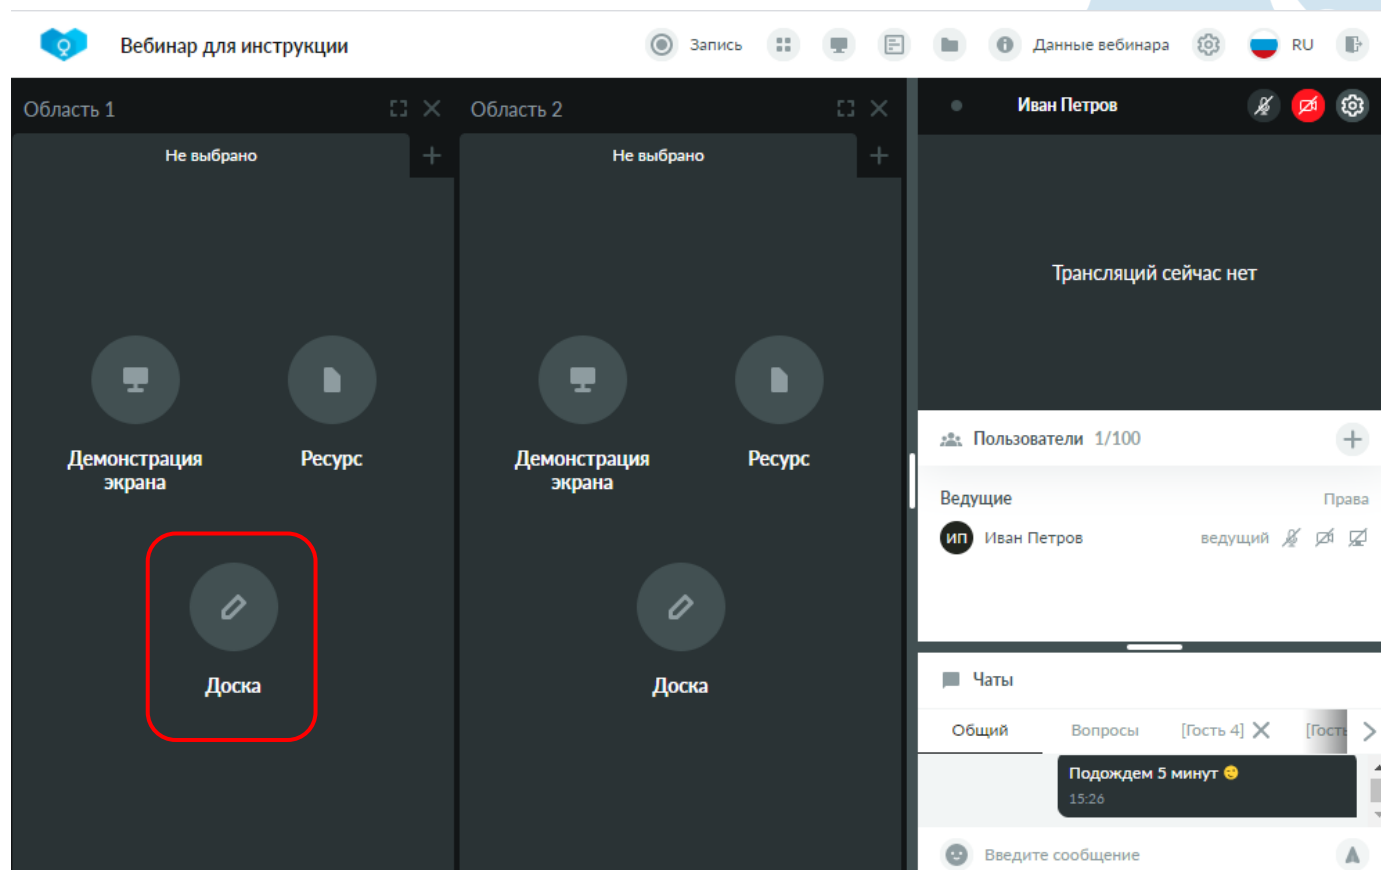 Вебинар для инструкции
Запись
Данные вебинара
RU
Область 1
Область 2
Иван Петров
Не выбрано
Не выбрано
Трансляций сейчас нет
Демонстрация
экрана
Ресурс
Демонстрация
экрана
Ресурс
Доска
Доска
Пользователи 1/100
Ведущие
Права
ИП
Иван Петров
ведущий
Чаты
Общий
Вопросы
[Гость 4]
[Гость
Подождем 5 минут
15:26
Введите сообщение